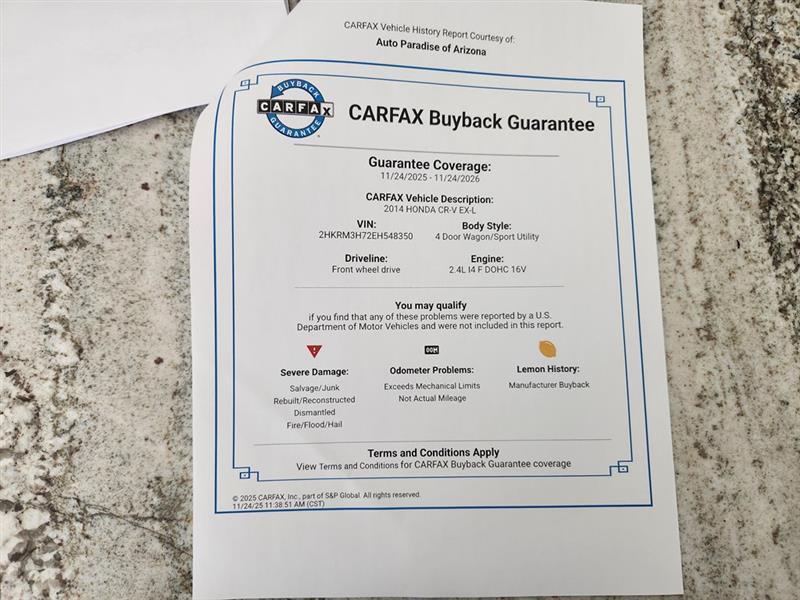 CARFAX Vehicle History Report Courtesy of:
Auto Paradise of Arizona
BUYBACK
CARFAX
GUARANTEE
CARFAX Buyback Guarantee
Guarantee Coverage:
11/24/2025 - 11/24/2026
CARFAX Vehicle Description:
2014 HONDA CR-V EX-L
VIN: Body Style:
2HKRM3H72EH548350 4 Door Wagon/Sport Utility
Driveline: Engine:
Front wheel drive 2.4L I4 F DOHC 16V
You may qualify
if you find that any of these problems were reported by a U.S.
Department of Motor Vehicles and were not included in this report.
Severe Damage: Odometer Problems: Lemon History:
Salvage/Junk Exceeds Mechanical Limits Manufacturer Buyback
Rebuilt/Reconstructed Not Actual Mileage
Dismantled
Fire/Flood/Hail
Terms and Conditions Apply
View Terms and Conditions for CARFAX Buyback Guarantee coverage
© 2025 CARFAX, Inc., part of S&P Global. All rights reserved.
11/24/25 11:38:51 AM (CST)